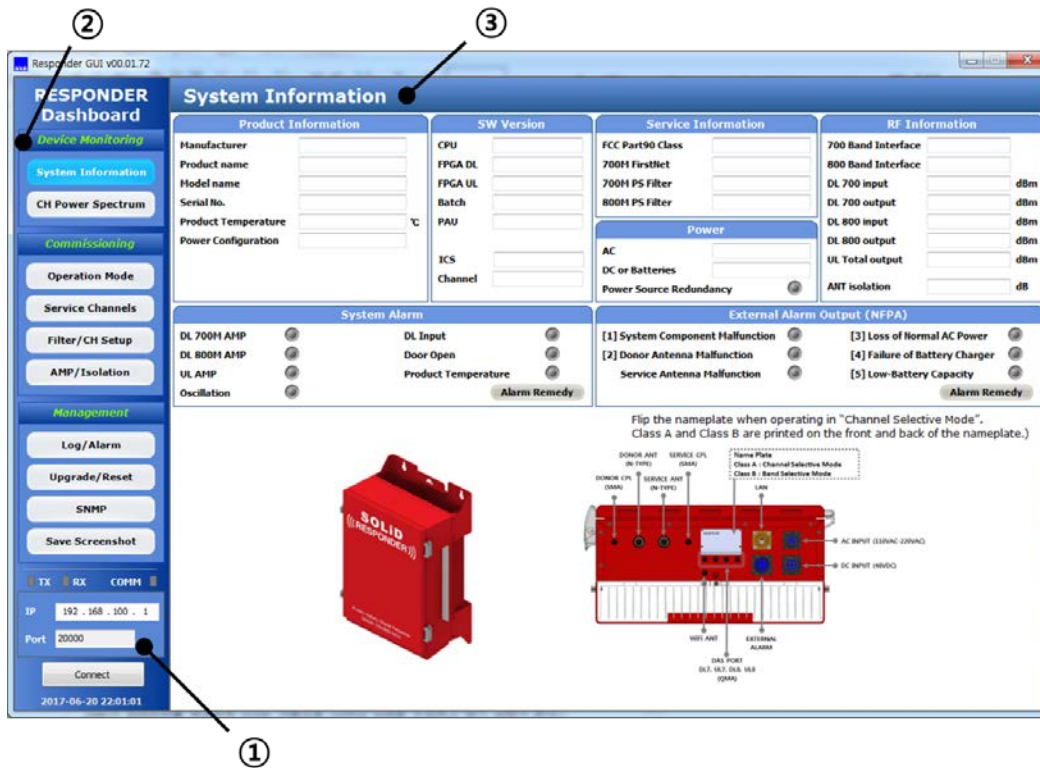 ② ③
Responder GUI v00.01.72
RESPONDER
Dashboard
Device Monitoring
System Information
CH Power Spectrum
Commissioning
Operation Mode
Service Channels
Filter/CH Setup
AMP/Isolation
Management
Log/Alarm
Upgrade/Reset
SNMP
Save Screenshot
TX RX COMM
IP 192 . 168 . 100 . 1
Port 20000
Connect
2017-06-20 22:01:01
①
System Information
Product Information
Manufacturer
Product name
Model name
Serial No.
Product Temperature ℃
Power Configuration
SW Version
CPU
FPGA DL
FPGA UL
Batch
PAU
ICS
Channel
Service Information
FCC Part90 Class
700M FirstNet
700M PS Filter
800M PS Filter
Power
AC
DC or Batteries
Power Source Redundancy
RF Information
700 Band Interface
800 Band Interface
DL 700 input dBm
DL 700 output dBm
DL 800 input dBm
DL 800 output dBm
UL Total output dBm
ANT isolation dB
System Alarm
DL 700M AMP DL Input
DL 800M AMP Door Open
UL AMP Product Temperature
Oscillation Alarm Remedy
External Alarm Output (NFPA)
[1] System Component Malfunction [3] Loss of Normal AC Power
[2] Donor Antenna Malfunction [4] Failure of Battery Charger
Service Antenna Malfunction [5] Low-Battery Capacity
Alarm Remedy
Flip the nameplate when operating in "Channel Selective Mode".
Class A and Class B are printed on the front and back of the nameplate.)
SOLiD
((RESPONDER))
DONOR CPL
(SMA)
DONOR ANT
(N-TYPE)
SERVICE ANT
(N-TYPE)
SERVICE CPL
(SMA)
Name Plate
Class A : Channel Selective Mode
Class B : Band Selective Mode
LAN
AC INPUT (110VAC-220VAC)
DC INPUT (48VDC)
WIFI ANT
EXTERNAL
ALARM
DAS PORT
DL7, UL7, DL8, UL8
(QMA)